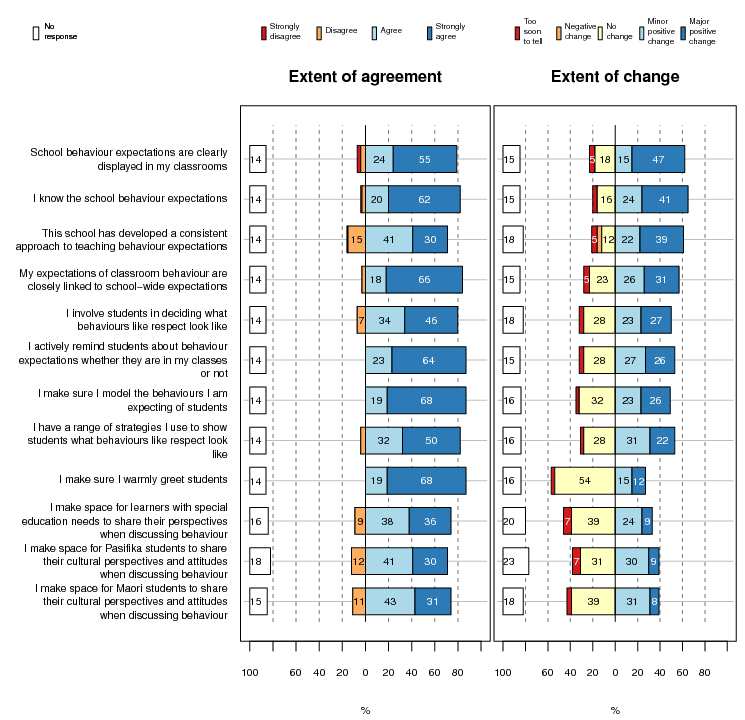 No
response
Strongly
disagree
Disagree
Agree
Strongly
agree
Too
soon
to tell
Negative
change
No
change
Minor
positive
change
Major
positive
change
Extent of agreement
Extent of change
School behaviour expectations are clearly
displayed in my classrooms
14 24 55 15 5 18 15 47
I know the school behaviour expectations
14 20 62 15 16 24 41
This school has developed a consistent
approach to teaching behaviour expectations
14 15 41 30 18 5 12 22 39
My expectations of classroom behaviour are
closely linked to school−wide expectations
14 18 66 15 5 23 26 31
I involve students in deciding what
behaviours like respect look like
14 7 34 46 18 28 23 27
I actively remind students about behaviour
expectations whether they are in my classes
or not
14 23 64 15 28 27 26
I make sure I model the behaviours I am
expecting of students
14 19 68 16 32 23 26
I have a range of strategies I use to show
students what behaviours like respect look
like
14 32 50 16 28 31 22
I make sure I warmly greet students
14 19 68 16 54 15 12
I make space for learners with special
education needs to share their perspectives
when discussing behaviour
16 9 38 36 20 7 39 24 9
I make space for Pasifika students to share
their cultural perspectives and attitudes
when discussing behaviour
18 12 41 30 23 7 31 30 9
I make space for Maori students to share
their cultural perspectives and attitudes
when discussing behaviour
15 11 43 31 18 39 31 8
100 60 40 20 0 20 40 60 80
100 60 40 20 0 20 40 60 80
%
%